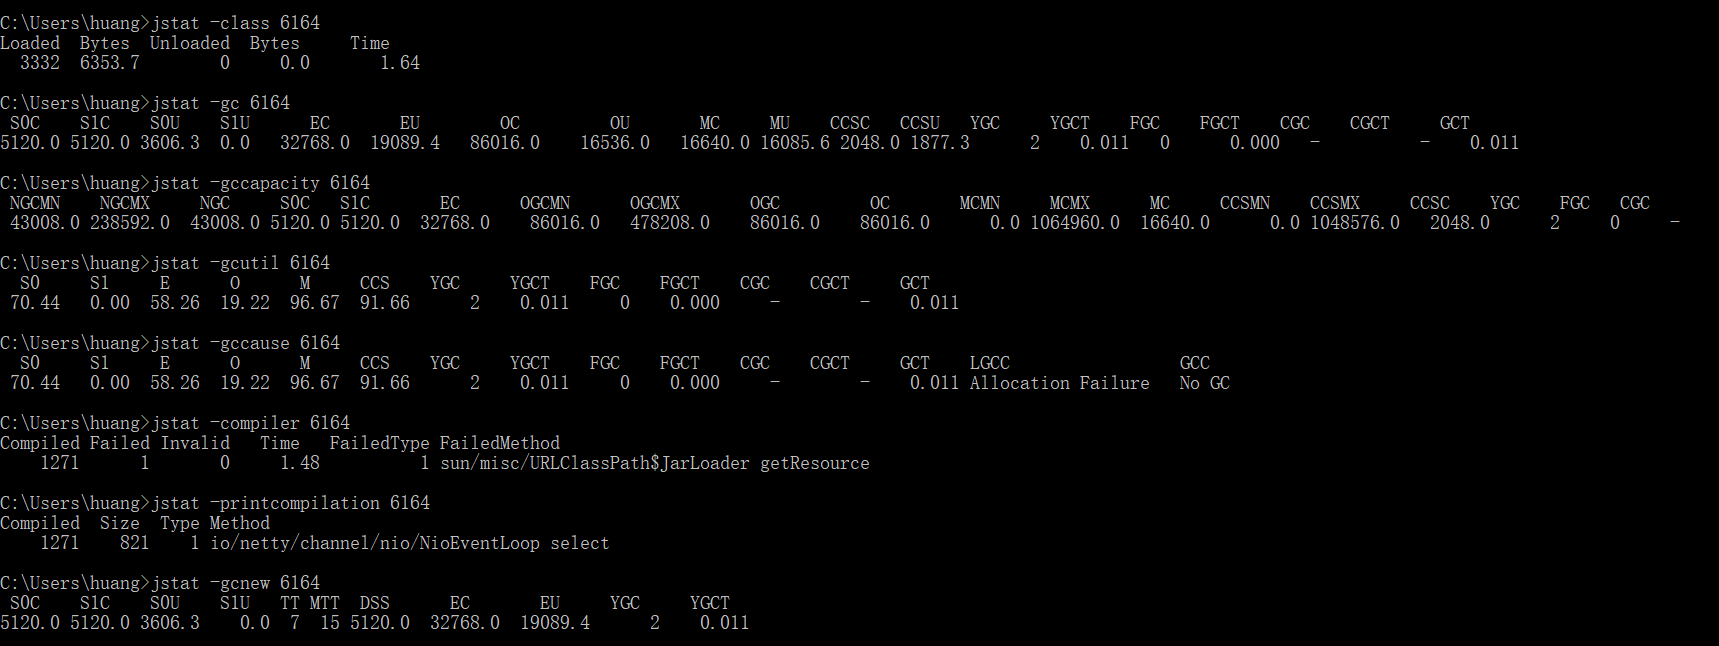 C:\Users\huang>jstat -class 6164
Loaded  Bytes  Unloaded  Bytes     Time
  3332  6353.7        0     0.0       1.64
C:\Users\huang>jstat -gc 6164
 S0C    S1C    S0U    S1U      EC       EU        OC         OU       MC     MU    CCSC   CCSU   YGC     YGCT    FGC    FGCT    CGC    CGCT     GCT
5120.0 5120.0 3606.3  0.0   32768.0  19089.4   86016.0    16536.0   16640.0 16085.6 2048.0 1877.3      2    0.011   0      0.000   -          -    0.011
C:\Users\huang>jstat -gccapacity 6164
 NGCMN    NGCMX     NGC     S0C   S1C       EC      OGCMN      OGCMX       OGC         OC       MCMN     MCMX      MC     CCSMN    CCSMX     CCSC    YGC    FGC   CGC
 43008.0 238592.0  43008.0 5120.0 5120.0  32768.0    86016.0   478208.0    86016.0    86016.0      0.0 1064960.0  16640.0      0.0 1048576.0   2048.0      2     0     -
C:\Users\huang>jstat -gcutil 6164
  S0     S1     E      O      M     CCS    YGC     YGCT    FGC    FGCT    CGC    CGCT     GCT
 70.44   0.00  58.26  19.22  96.67  91.66      2    0.011     0    0.000     -        -    0.011
C:\Users\huang>jstat -gccause 6164
  S0     S1     E      O      M     CCS    YGC     YGCT    FGC    FGCT    CGC    CGCT     GCT    LGCC                 GCC
 70.44   0.00  58.26  19.22  96.67  91.66      2    0.011     0    0.000     -        -    0.011 Allocation Failure   No GC
C:\Users\huang>jstat -compiler 6164
Compiled Failed Invalid   Time   FailedType FailedMethod
    1271      1       0     1.48          1 sun/misc/URLClassPath$JarLoader getResource
C:\Users\huang>jstat -printcompilation 6164
Compiled  Size  Type Method
    1271    821    1 io/netty/channel/nio/NioEventLoop select
C:\Users\huang>jstat -gcnew 6164
 S0C    S1C    S0U    S1U   TT MTT  DSS      EC       EU     YGC     YGCT
5120.0 5120.0 3606.3    0.0  7  15 5120.0  32768.0  19089.4      2    0.011